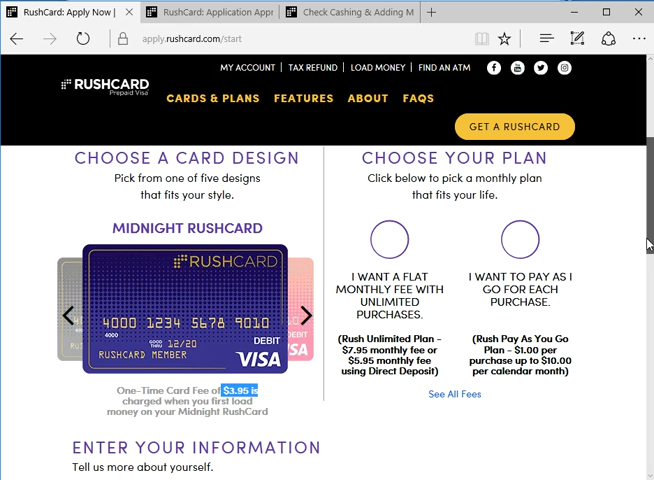 RushCard: Apply Now |
RushCard: Application Appr
Check Cashing & Adding M
apply.rushcard.com/start
MY ACCOUNT | TAX REFUND | LOAD MONEY | FIND AN ATM
RUSHCARD
Prepaid Visa
CARDS & PLANS FEATURES ABOUT FAQS
GET A RUSHCARD
CHOOSE A CARD DESIGN
Pick from one of five designs
that fits your style.
MIDNIGHT RUSHCARD
RUSHCARD
4000 1234 5678 9010
4000
GOOD THRU 12/20
DEBIT
RUSHCARD MEMBER
VISA
One-Time Card Fee of $3.95 is
charged when you first load
money on your Midnight RushCard
CHOOSE YOUR PLAN
Click below to pick a monthly plan
that fits your life.
I WANT A FLAT
MONTHLY FEE WITH
UNLIMITED
PURCHASES.
(Rush Unlimited Plan -
$7.95 monthly fee or
$5.95 monthly fee
using Direct Deposit)
I WANT TO PAY AS I
GO FOR EACH
PURCHASE.
(Rush Pay As You Go
Plan - $1.00 per
purchase up to $10.00
per calendar month)
See All Fees
ENTER YOUR INFORMATION
Tell us more about yourself.